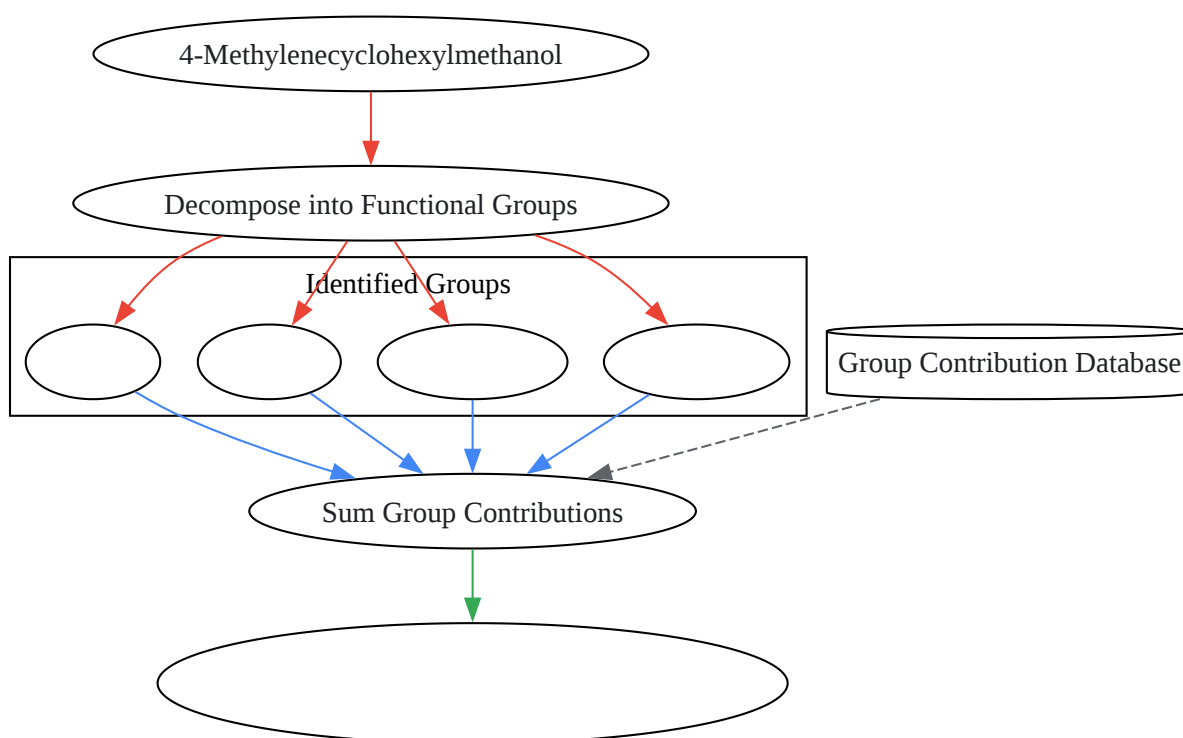 4-Methylenecyclohexylmethanol
Decompose into Functional Groups
Identified Groups
Group Contribution Database
Sum Group Contributions